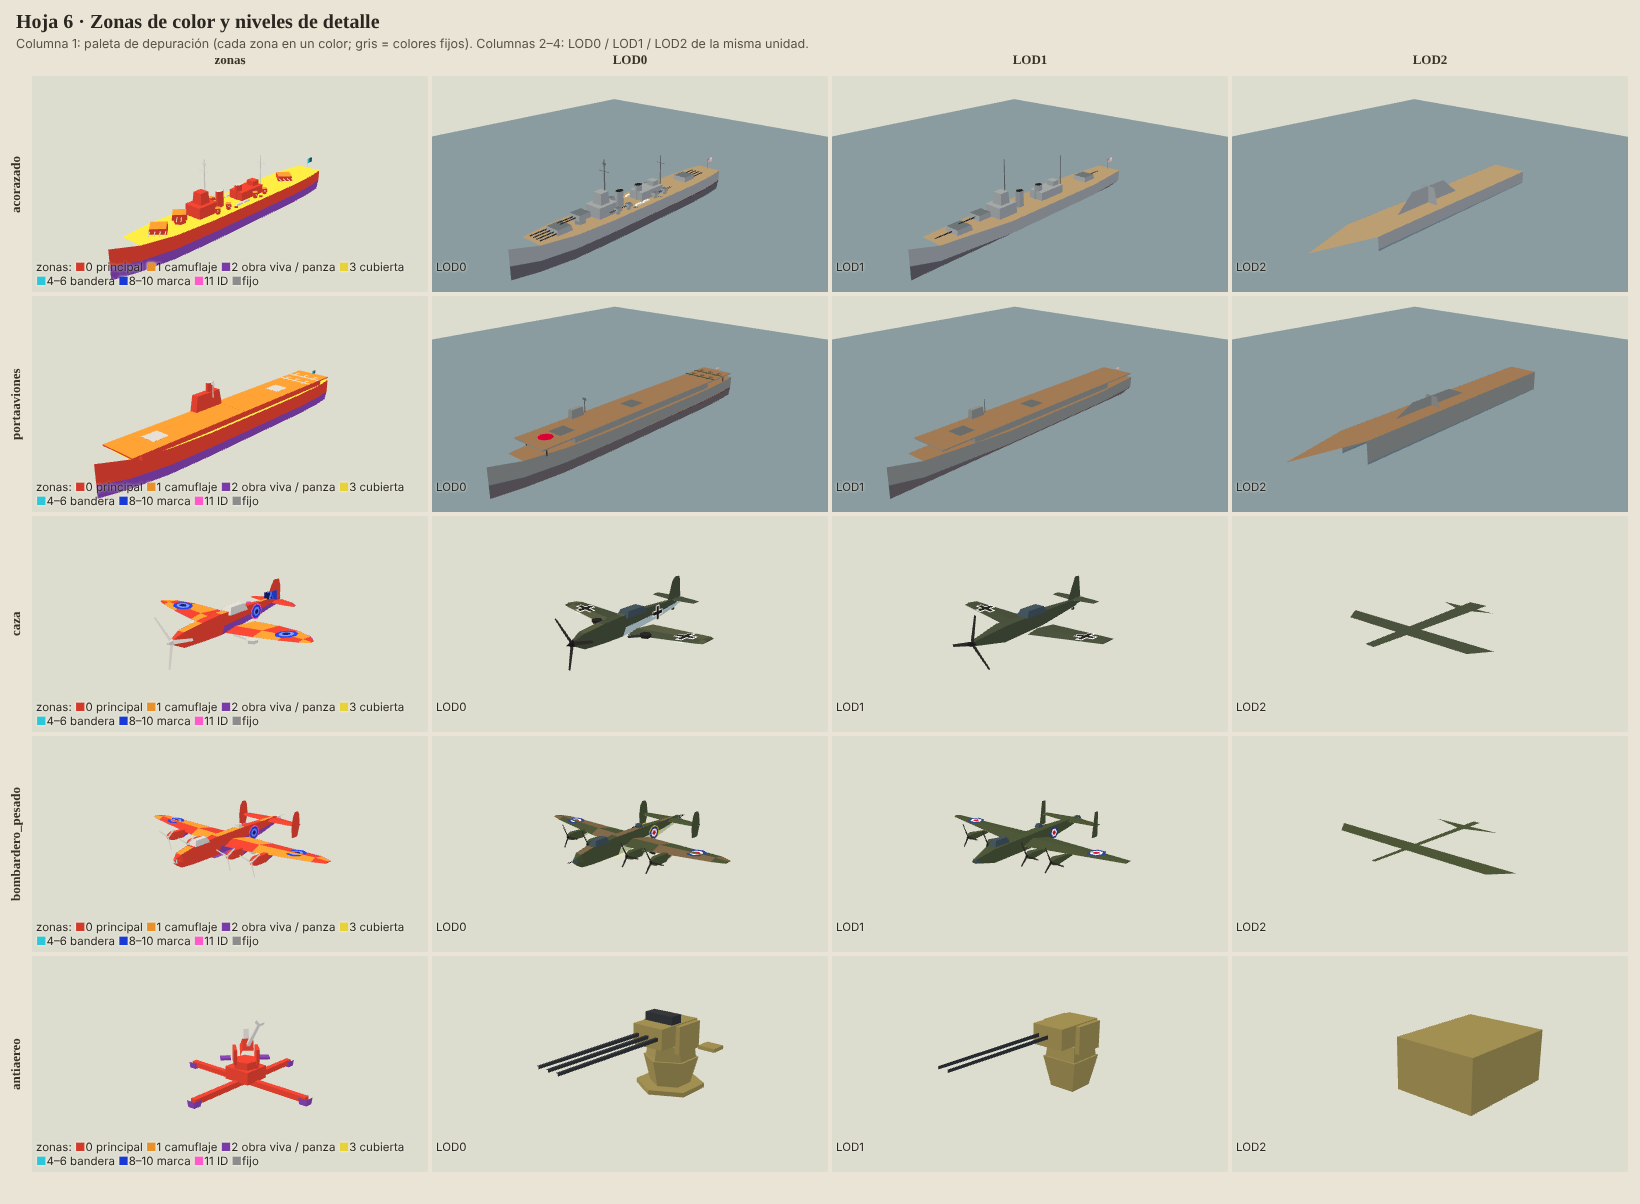 Hoja 6 · Zonas de color y niveles de detalle
Columna 1: paleta de depuración (cada zona en un color; gris = colores fijos). Columnas 2–4: LOD0 / LOD1 / LOD2 de la misma unidad.
zonas LOD0 LOD1 LOD2
acorazado
zonas: 0 principal 1 camuflaje 2 obra viva / panza 3 cubierta
4–6 bandera 8–10 marca 11 ID fijo
LOD0
LOD1
LOD2
portaaviones
zonas: 0 principal 1 camuflaje 2 obra viva / panza 3 cubierta
4–6 bandera 8–10 marca 11 ID fijo
LOD0
LOD1
LOD2
caza
zonas: 0 principal 1 camuflaje 2 obra viva / panza 3 cubierta
4–6 bandera 8–10 marca 11 ID fijo
LOD0
LOD1
LOD2
bombardero_pesado
zonas: 0 principal 1 camuflaje 2 obra viva / panza 3 cubierta
4–6 bandera 8–10 marca 11 ID fijo
LOD0
LOD1
LOD2
antiaereo
zonas: 0 principal 1 camuflaje 2 obra viva / panza 3 cubierta
4–6 bandera 8–10 marca 11 ID fijo
LOD0
LOD1
LOD2